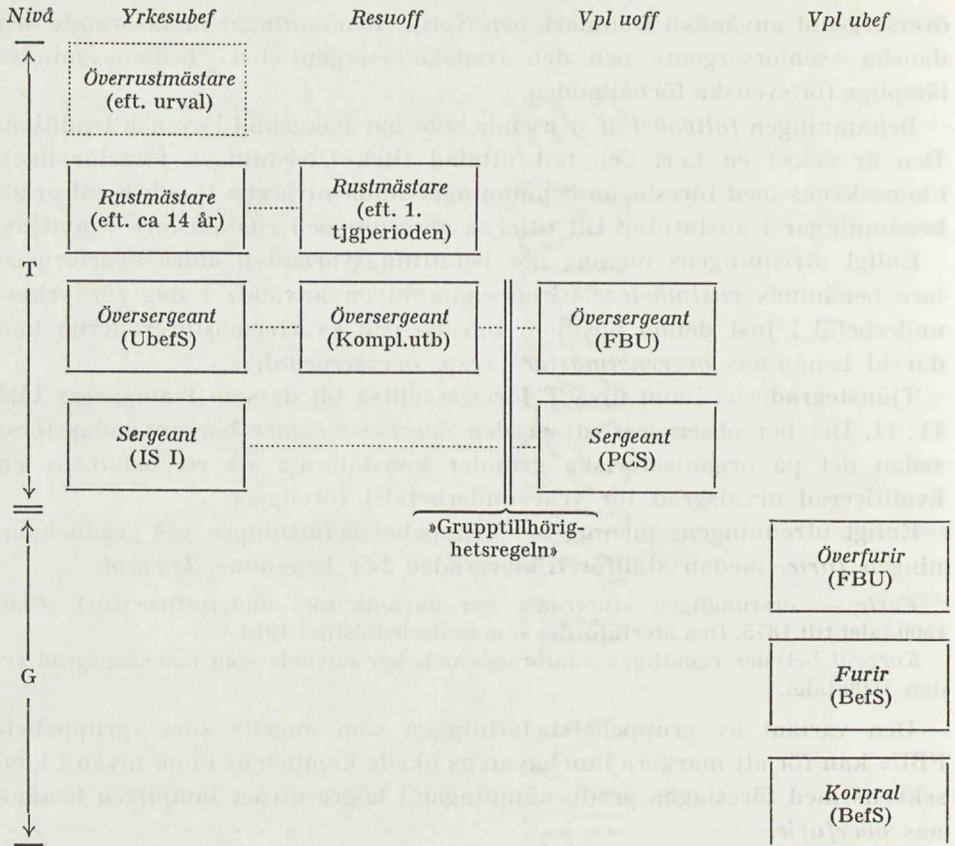 Nivå Yrkesubef Resuoff Vpl uoff Vpl ubef
Överrustmästare
(eft. urval)
Rustmästare
(eft. ca 14 år)
Rustmästare
(eft. 1.
tjgperioden)
T
Översergeant
(UbefS)
Översergeant
(Kompl.utb)
Översergeant
(FBU)
Sergeant
(IS I)
Sergeant
(PCS)
»Grupptillhörig-
hetsregeln»
Överfurir
(FBU)
G
Furir
(BefS)
Korpral
(BefS)